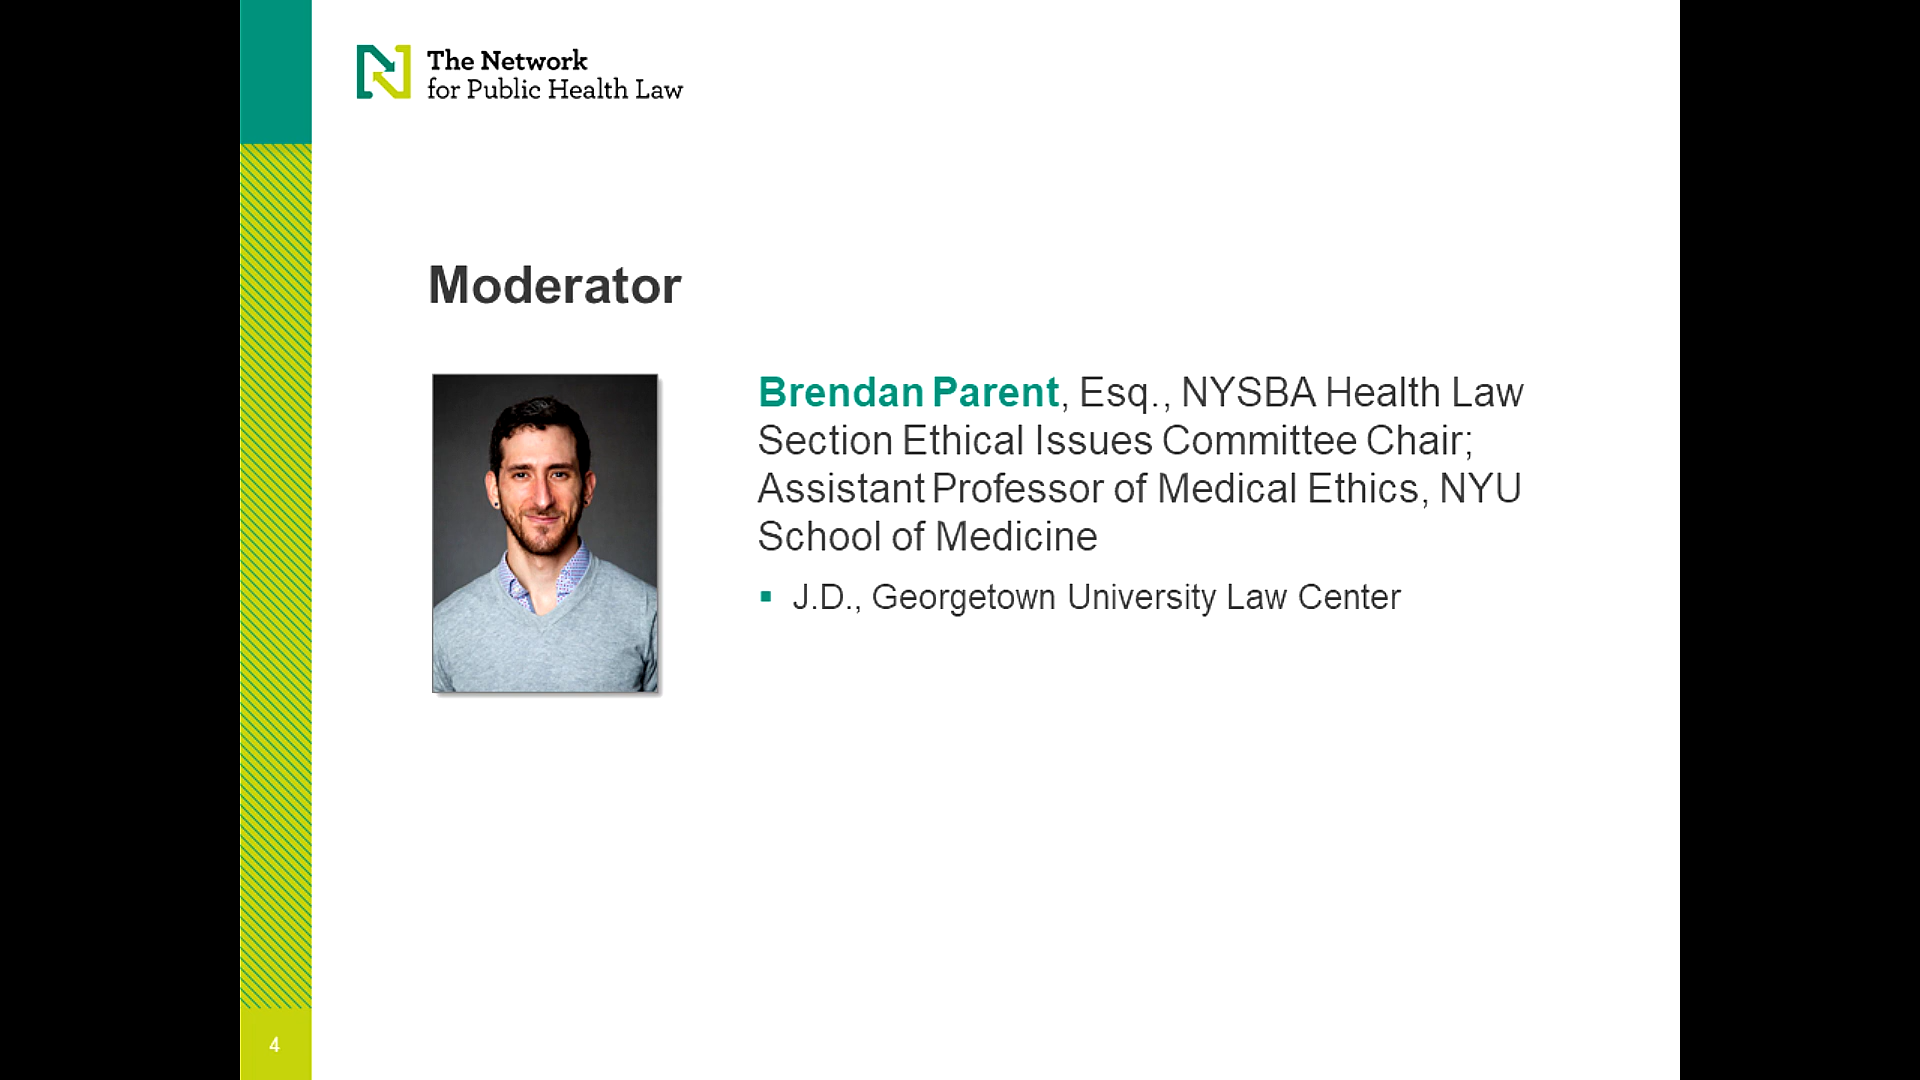 The Network
for Public Health Law
Moderator
Brendan Parent, Esq., NYSBA Health Law
Section Ethical Issues Committee Chair;
Assistant Professor of Medical Ethics, NYU
School of Medicine
▪ J.D., Georgetown University Law Center
4